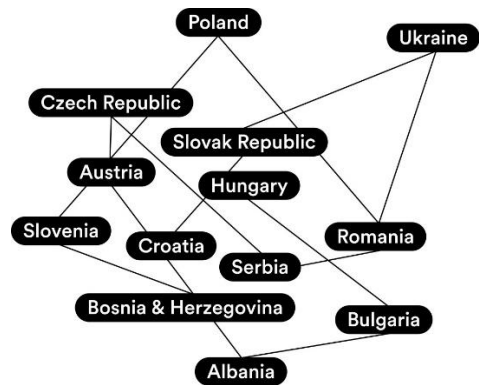 Poland
Ukraine
Czech Republic
Slovak Republic
Austria
Hungary
Slovenia
Croatia
Romania
Serbia
Bosnia & Herzegovina
Bulgaria
Albania